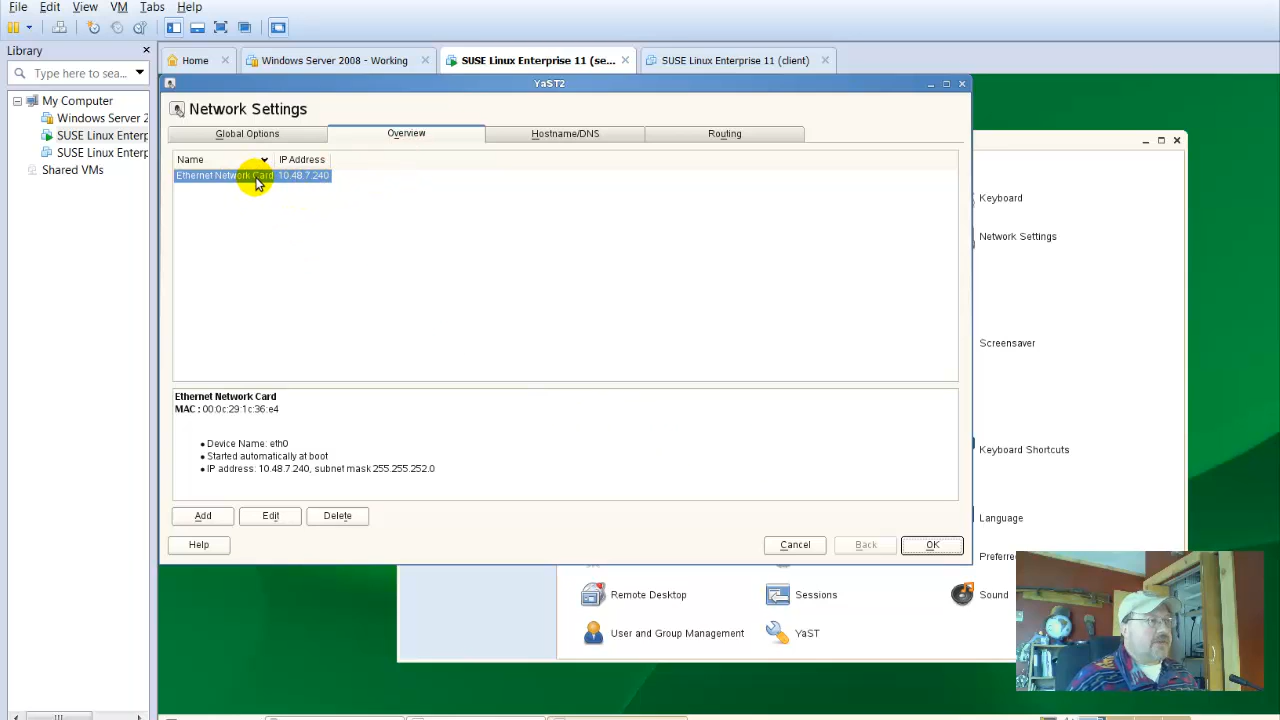 File Edit View VM Tabs Help
Library
Type here to sea...
Home
Windows Server 2008 - Working
SUSE Linux Enterprise 11 (se...
SUSE Linux Enterprise 11 (client)
My Computer
Windows Server 2
SUSE Linux Enterp
SUSE Linux Enterp
Shared VMs
YaST2
Network Settings
Global Options
Overview
Hostname/DNS
Routing
Name
IP Address
Ethernet Network Card
10.48.7.240
Ethernet Network Card
MAC : 00:0c:29:1c:36:e4
Device Name: eth0
Started automatically at boot
IP address: 10.48.7.240, subnet mask 255.255.252.0
Add
Edit
Delete
Help
Cancel
Back
OK
Keyboard
Network Settings
Screensaver
Keyboard Shortcuts
Language
Prefer
Remote Desktop
Sessions
Sound
User and Group Management
YaST